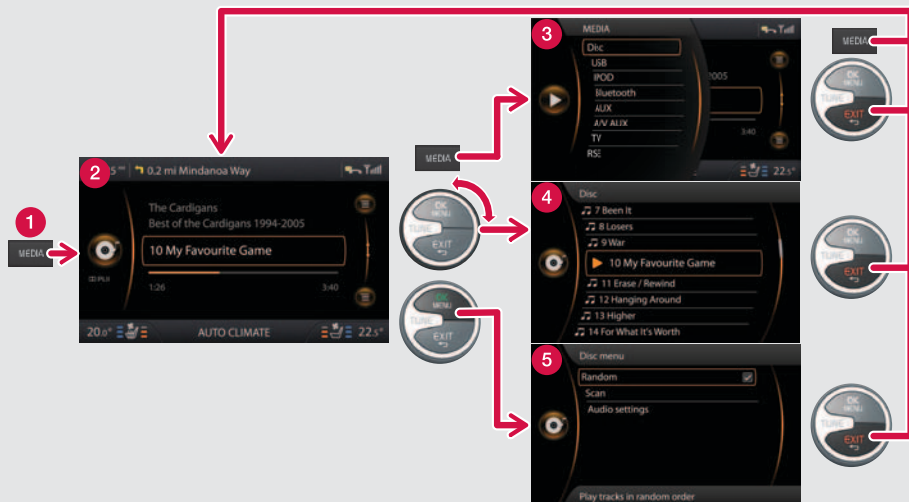 1
MEDIA
2
5
0.2 mi Mindanoa Way
The Cardigans
Best of the Cardigans 1994-2005
10 My Favourite Game
1:26
3:40
20.0°
AUTO CLIMATE
22.5°
MEDIA
OK
MENU
TUNE
EXIT
OK
MENU
TUNE
EXIT
3
MEDIA
Disc
USB
IPOD
Bluetooth
AUX
A/V AUX
TV
RSE
2005
3:40
22.5°
4
Disc
7 Been It
8 Losers
9 War
10 My Favourite Game
11 Erase / Rewind
12 Hanging Around
13 Higher
14 For What It's Worth
5
Disc menu
Random
Scan
Audio settings
Play tracks in random order
MEDIA
OK
MENU
TUNE
EXIT
OK
MENU
TUNE
EXIT
OK
MENU
TUNE
EXIT